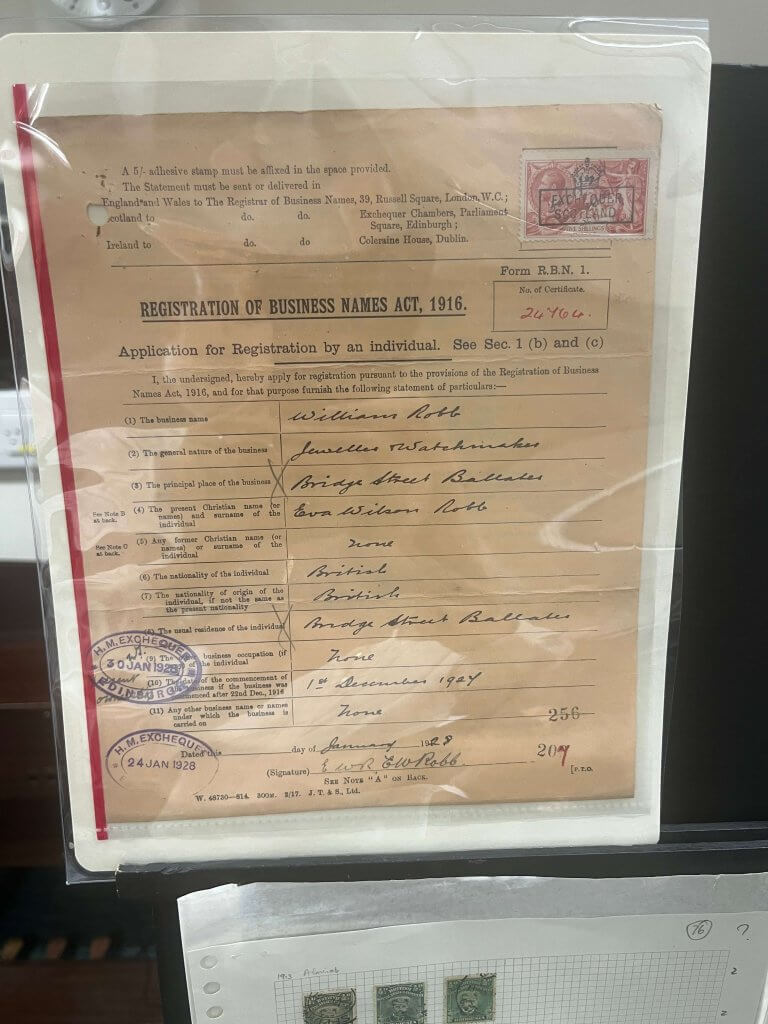 A 5/- adhesive stamp must be affixed in the space provided.
The Statement must be sent or delivered in
England and Wales to The Registrar of Business Names, 39, Russell Square, London, W.C.;
Scotland to do. do. Exchequer Chambers, Parliament
Square, Edinburgh;
Ireland to do. do Coleraine House, Dublin.
EXCHEQUER
SCOTLAND
FIVE SHILLINGS
Form R.B.N. 1.
No. of Certificate.
24764.
REGISTRATION OF BUSINESS NAMES ACT, 1916.
Application for Registration by an individual. See Sec. 1 (b) and (c)
I, the undersigned, hereby apply for registration pursuant to the provisions of the Registration of Business
Names Act, 1916, and for that purpose furnish the following statement of particulars:—
(1) The business name William Robb
(2) The general nature of the business Jeweller & Watchmaker
(3) The principal place of the business Bridge Street Ballater
See Note B
at back.
(4) The present Christian name (or
names) and surname of the
individual
Eva Wilson Robb
See Note C
at back.
(5) Any former Christian name (or
names) or surname of the
individual
none
(6) The nationality of the individual British
(7) The nationality of origin of the
individual, if not the same as
the present nationality
British
(8) The usual residence of the individual Bridge Street Ballater
(9) The business occupation (if
of the individual
None
(10) The date of the commencement of
the business if the business was
commenced after 22nd Dec., 1916
1st December 1927
(11) Any other business name or names
under which the business is
carried on
None
H.M. EXCHEQUER
30 JAN 1928
EDINBURGH
H.M. EXCHEQUER
24 JAN 1928
256
207
Dated this day of January 1928
(Signature) E W R E W Robb
See Note "A" on Back.
[P.T.O.
W. 48730—814. 300M. 2/17. J. T. & S., Ltd.
76 ?
1913 Admiral
2
2